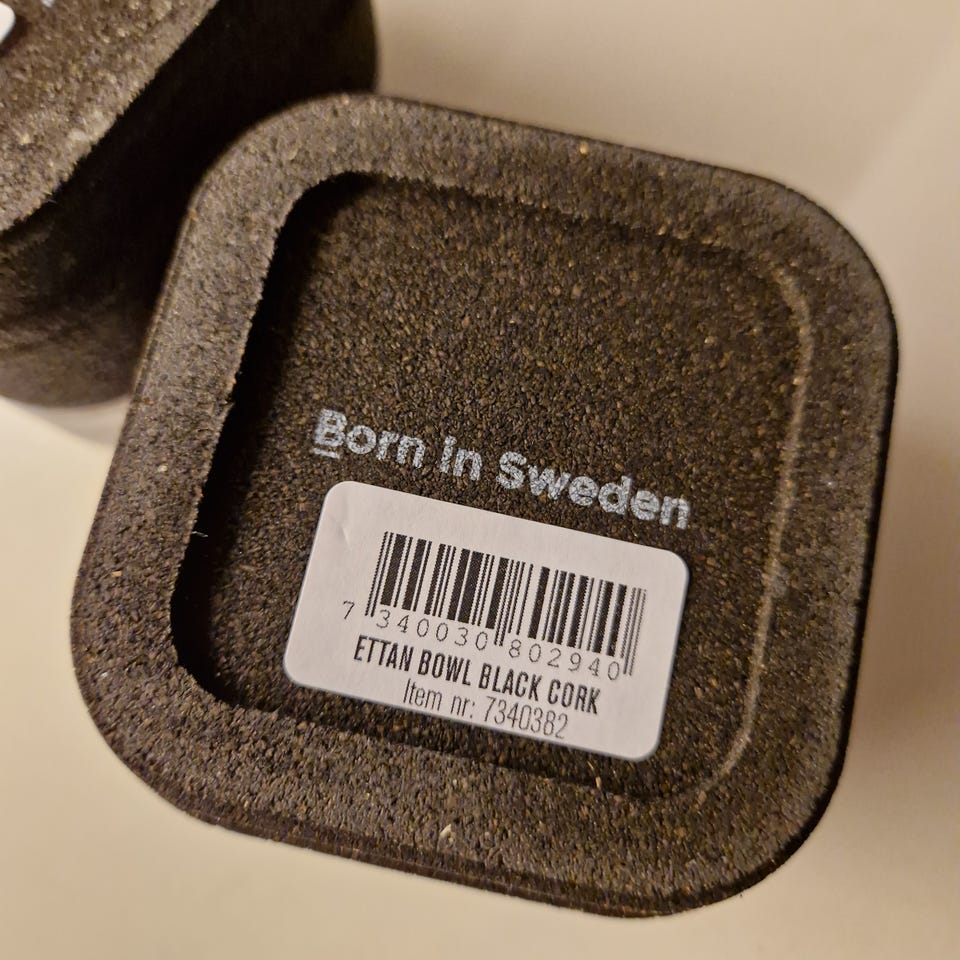 Born in Sweden
7 340030 802940
ETTAN BOWL BLACK CORK
Item nr: 7340382